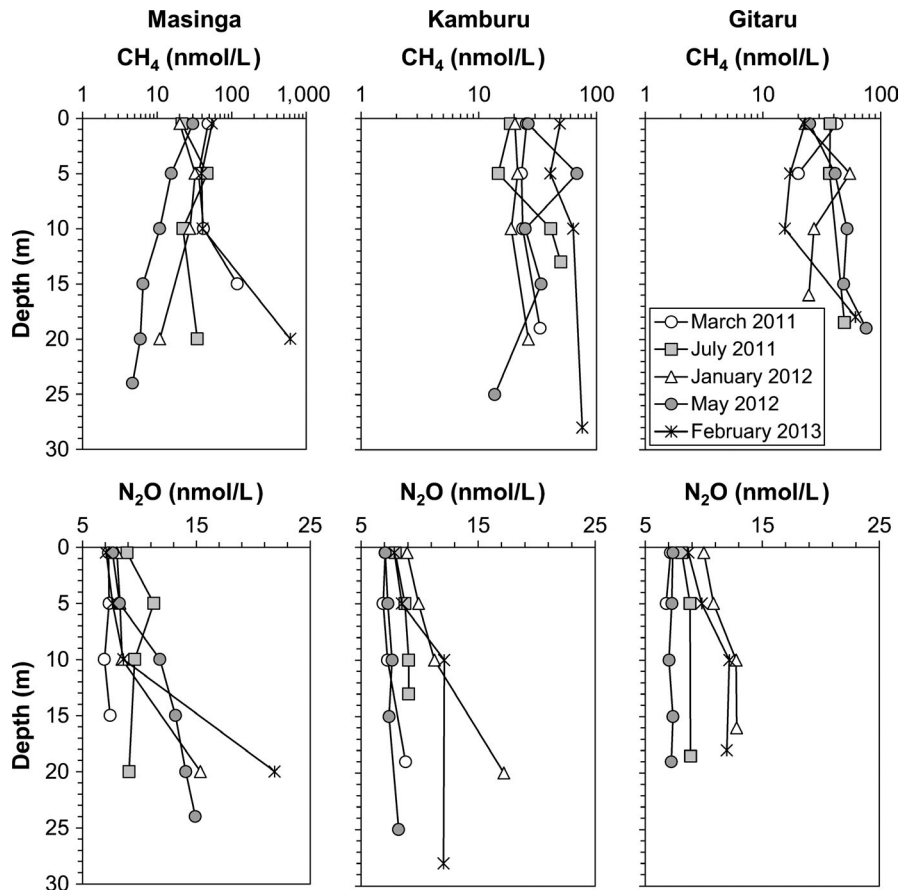 Masinga
Kamburu
Gitaru
CH4 (nmol/L)
CH4 (nmol/L)
CH4 (nmol/L)
1 10 100 1,000
1 10 100
1 10 100
0
5
10
15
20
25
30
Depth (m)
March 2011
July 2011
January 2012
May 2012
February 2013
N2O (nmol/L)
N2O (nmol/L)
N2O (nmol/L)
5 15 25
5 15 25
5 15 25
0
5
10
15
20
25
30
Depth (m)